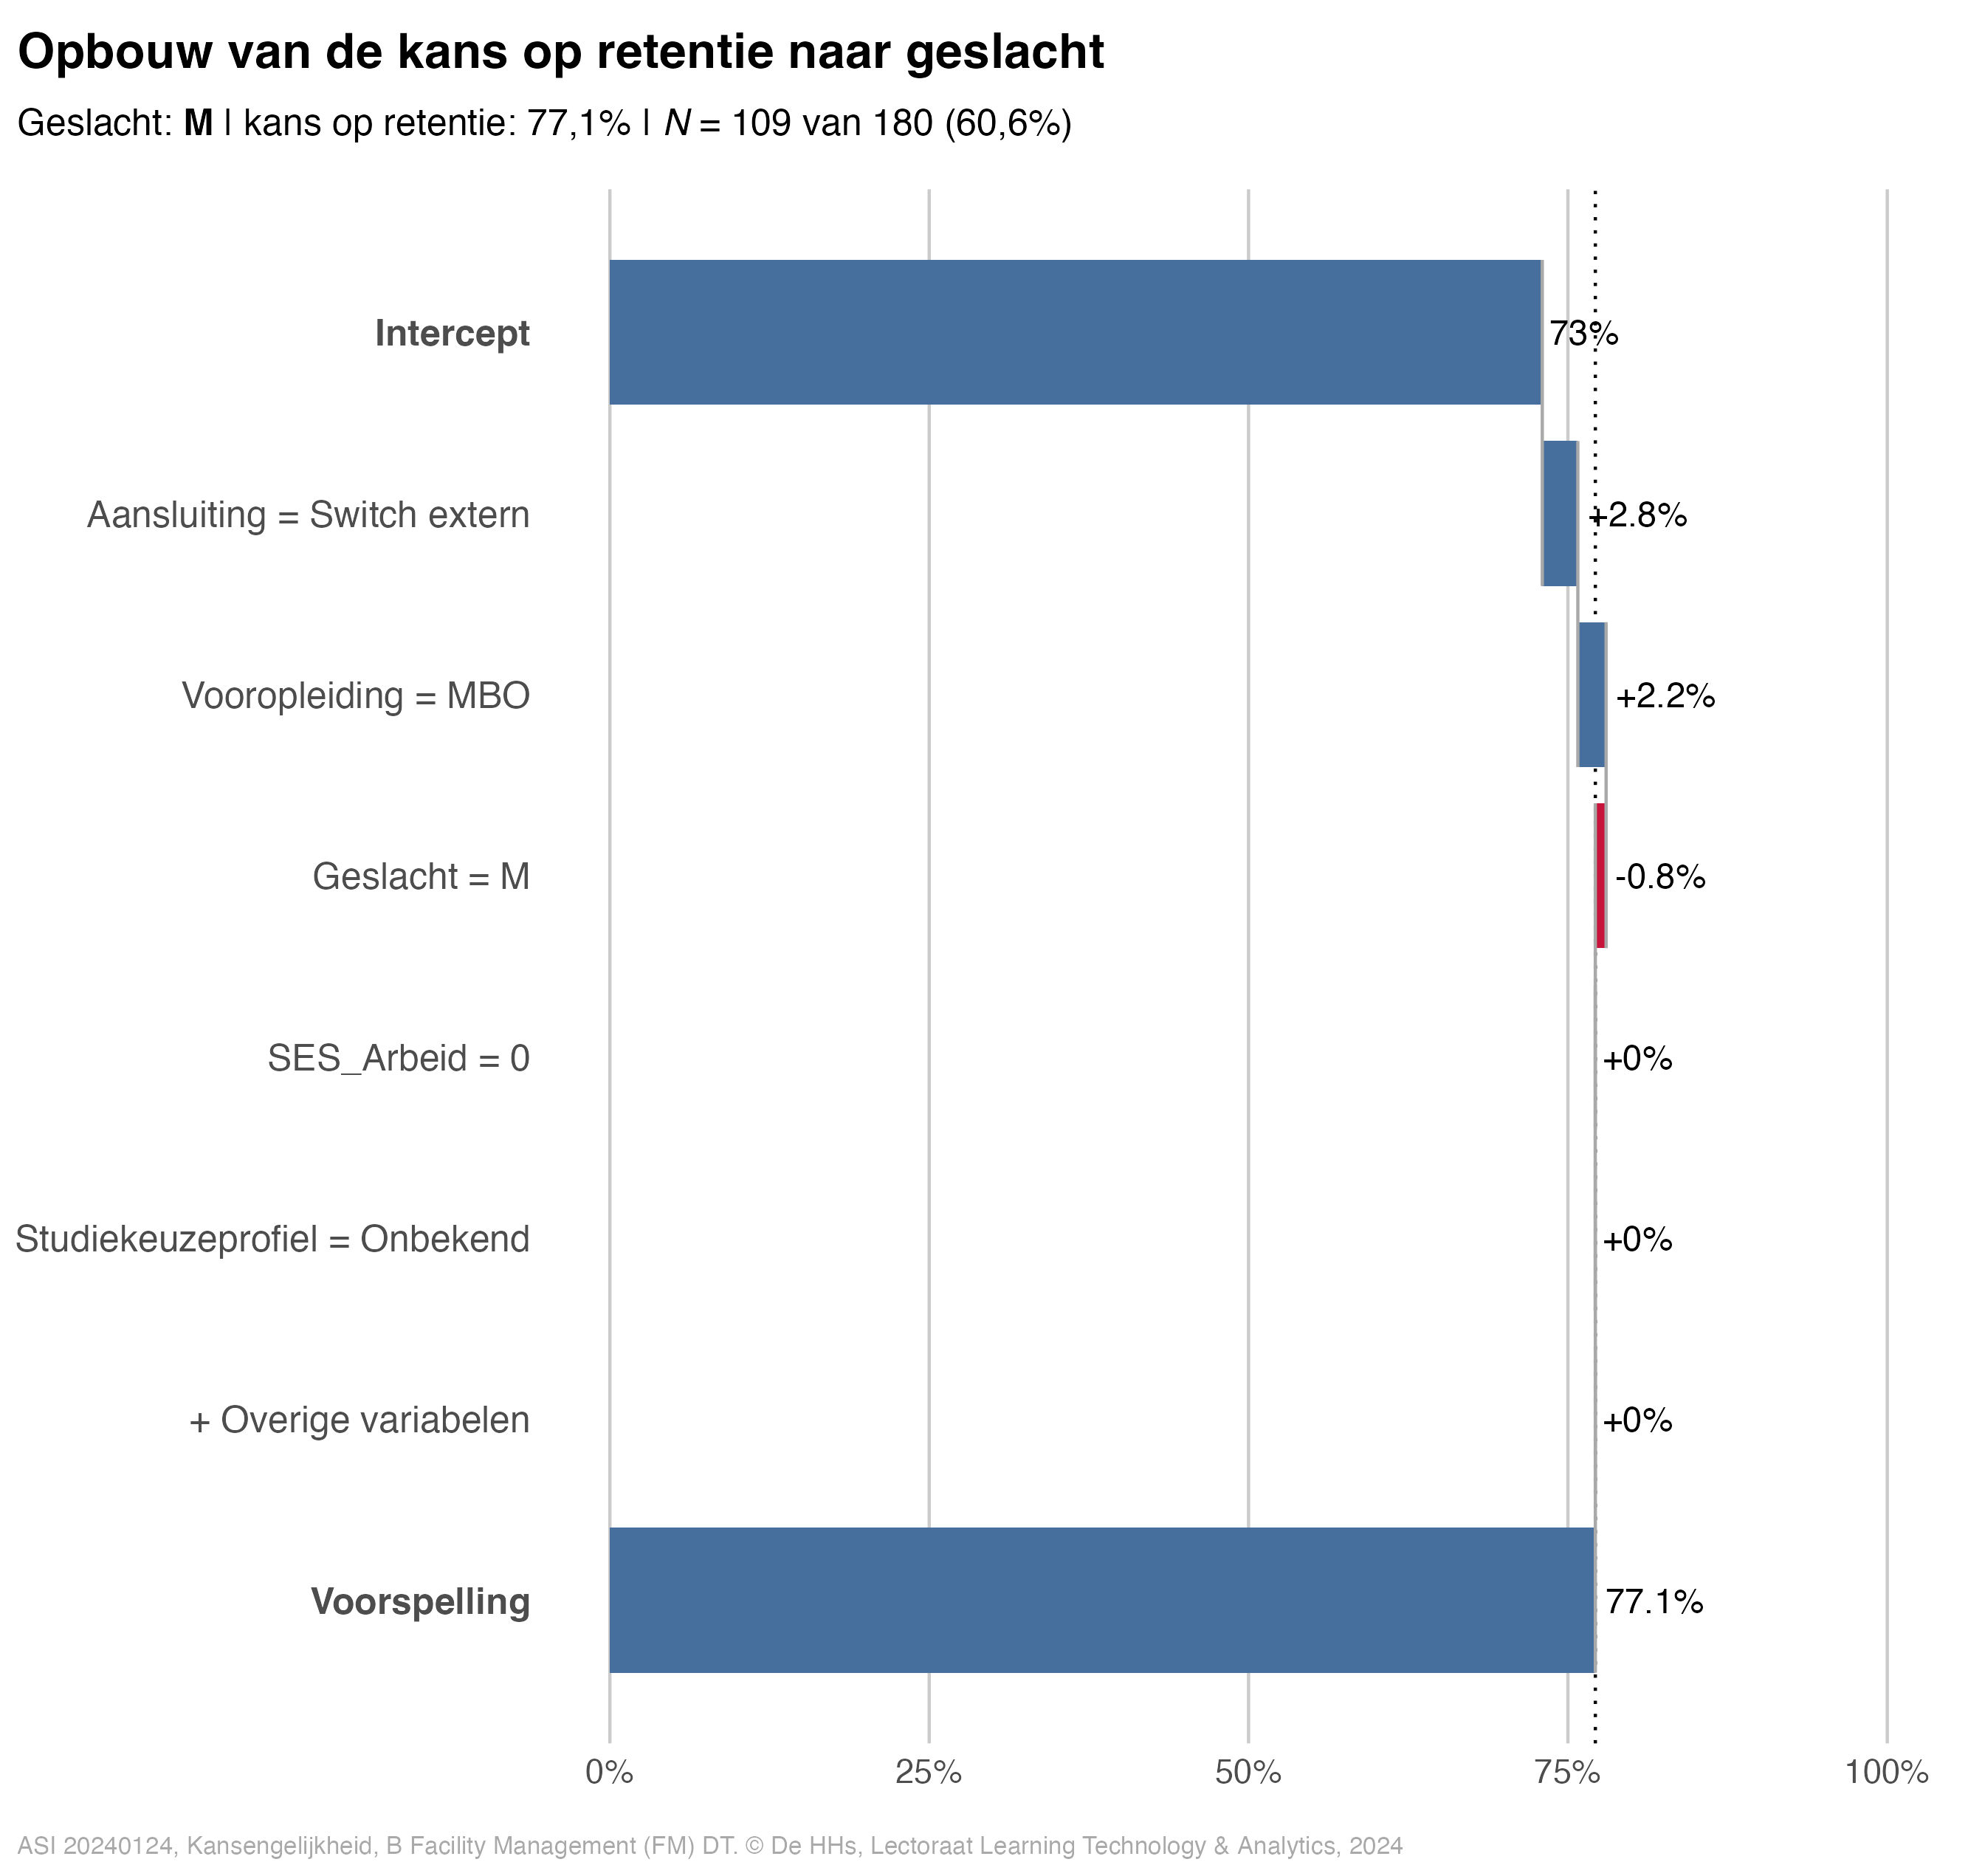 Opbouw van de kans op retentie naar geslacht
Geslacht: M | kans op retentie: 77,1% | N = 109 van 180 (60,6%)
Intercept
73%
Aansluiting = Switch extern
+2.8%
Vooropleiding = MBO
+2.2%
Geslacht = M
-0.8%
SES_Arbeid = 0
+0%
Studiekeuzeprofiel = Onbekend
+0%
+ Overige variabelen
+0%
Voorspelling
77.1%
0% 25% 50% 75% 100%
ASI 20240124, Kansengelijkheid, B Facility Management (FM) DT. © De HHs, Lectoraat Learning Technology & Analytics, 2024